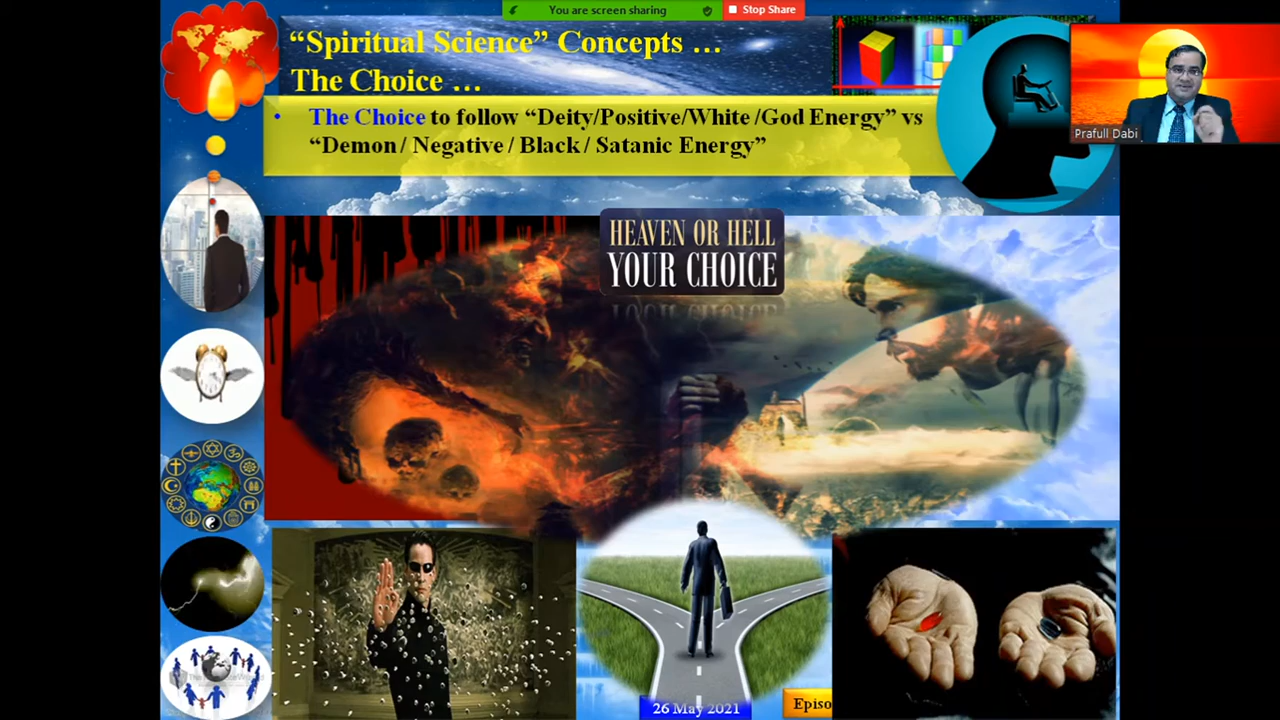 You are screen sharing
Stop Share
“Spiritual Science” Concepts …
The Choice …
• The Choice to follow “Deity/Positive/White /God Energy” vs
“Demon / Negative / Black / Satanic Energy”
Prafull Dabi
HEAVEN OR HELL
YOUR CHOICE
26 May 2021
Episo